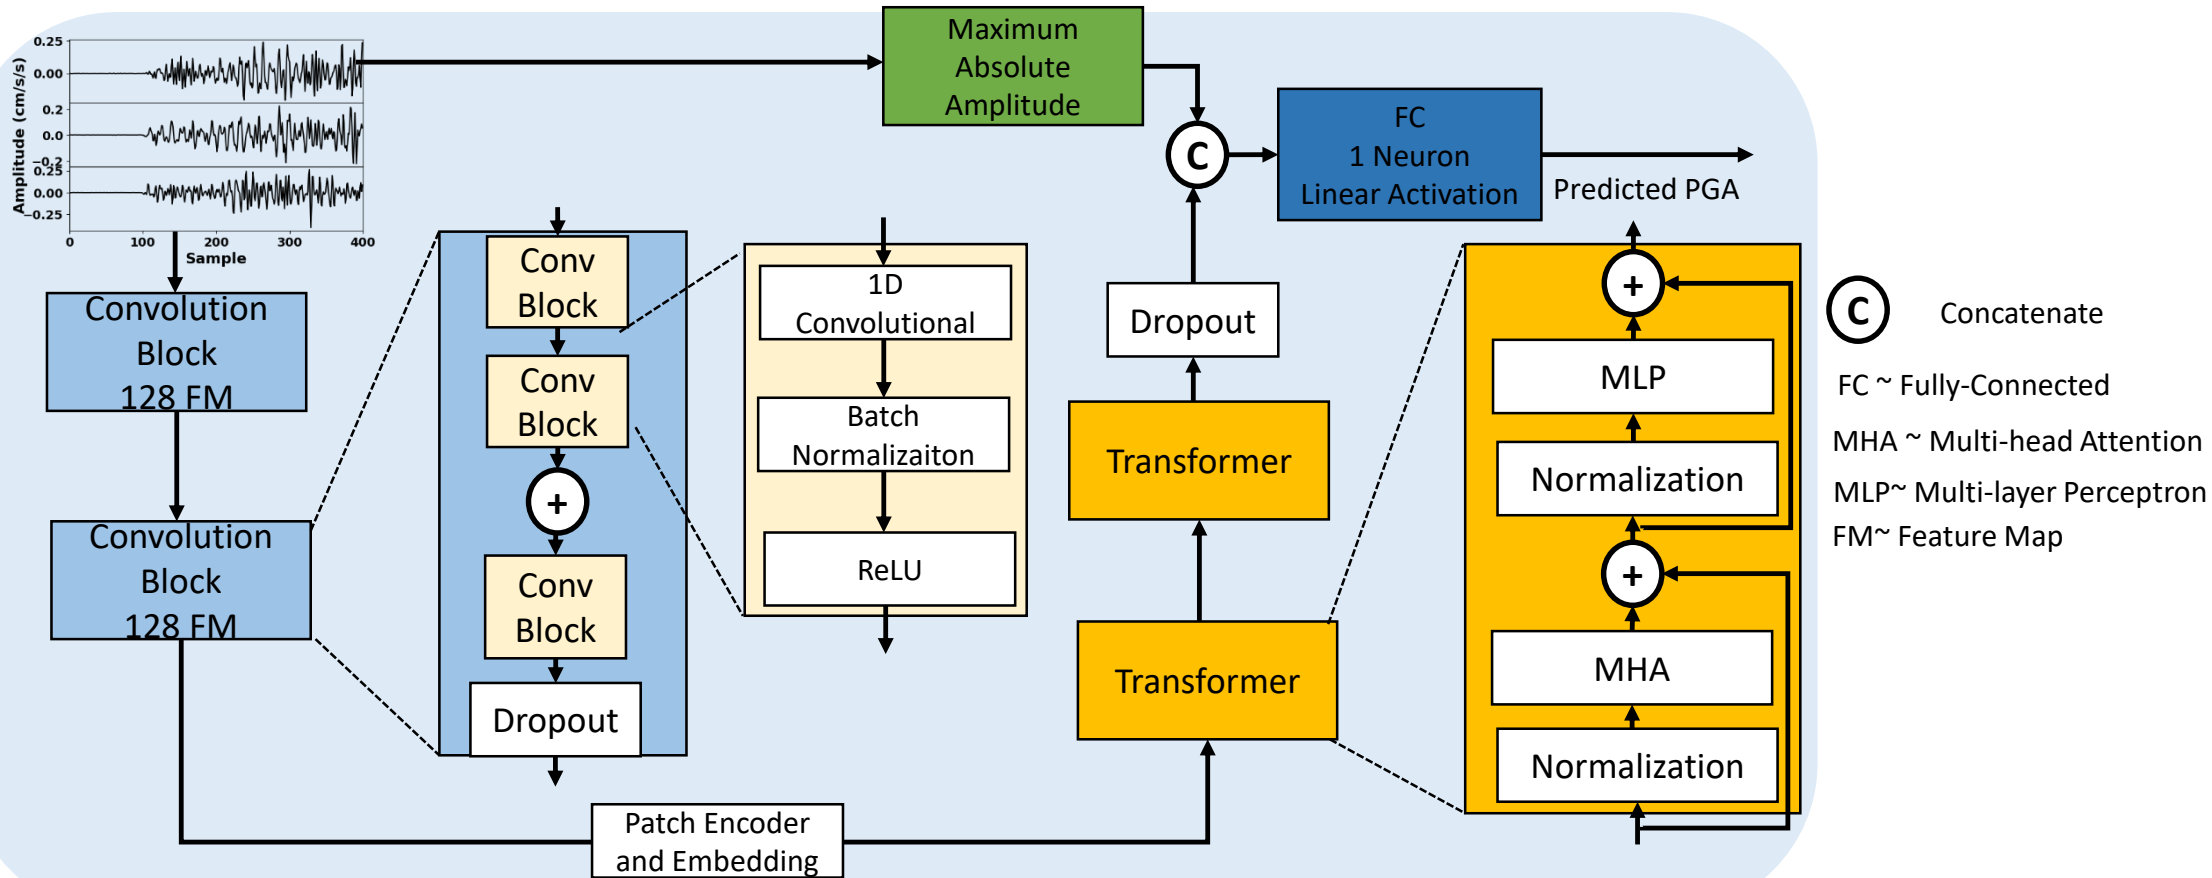 Amplitude (cm/s/s)
0.25
0.00
0.2
0.0
−0.2
0.25
0.00
−0.25
0
100
200
300
400
Sample
Maximum
Absolute
Amplitude
C
FC
1 Neuron
Linear Activation
Predicted PGA
Convolution
Block
128 FM
Convolution
Block
128 FM
Conv
Block
Conv
Block
+
Conv
Block
Dropout
1D
Convolutional
Batch
Normalizaiton
ReLU
Patch Encoder
and Embedding
Dropout
Transformer
Transformer
+
MLP
Normalization
+
MHA
Normalization
C
Concatenate
FC ~ Fully-Connected
MHA ~ Multi-head Attention
MLP~ Multi-layer Perceptron
FM~ Feature Map